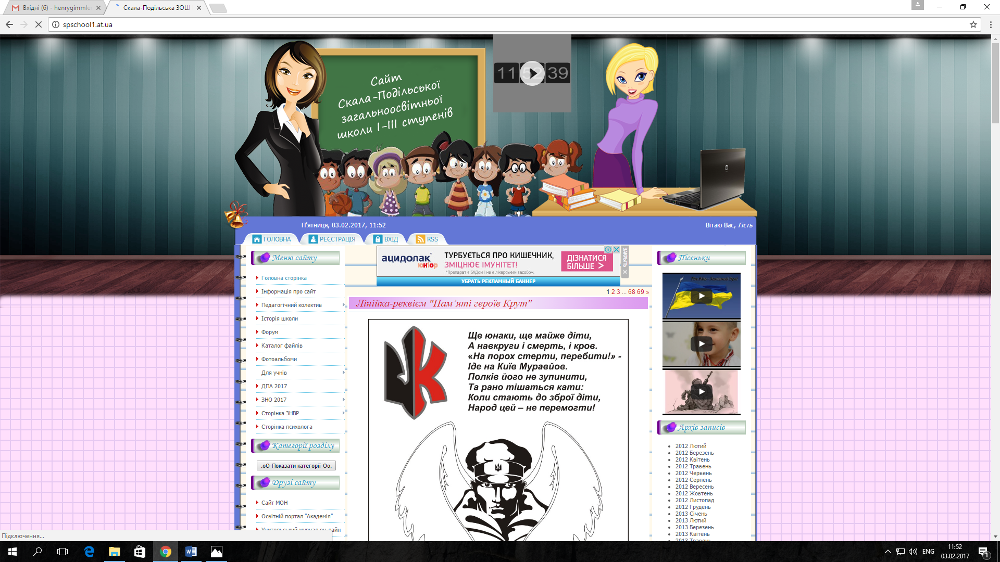 Вхідні (6) - henrygimmle
Скала-Подільська ЗОШ
spschool1.at.ua
Сайт
Скала-Подільської
загальноосвітньої
школи І-ІІІ ступенів
11 52 39
П'ятниця, 03.02.2017, 11:52
Вітаю Вас, Гість
ГОЛОВНА
РЕЄСТРАЦІЯ
ВХІД
RSS
Меню сайту
Головна сторінка
Інформація про сайт
Педагогічний колектив
Історія школи
Форум
Каталог файлів
Фотоальбоми
Для учнів
ДПА 2017
ЗНО 2017
Сторінка ЗНВР
Сторінка психолога
Категорії розділу
.оО-Показати категорії-Оо.
Друзі сайту
Сайт МОН
Освітній портал "Академія"
Учительський журнал он-лайн
ацидолак
юніор
ТУРБУЄТЬСЯ ПРО КИШЕЧНИК,
ЗМІЦНЮЄ ІМУНІТЕТ!
*Препарат є БАДом і не є лікарським засобом.
ДІЗНАТИСЯ
БІЛЬШЕ >
ЗАКРЫТЬ
УБРАТЬ РЕКЛАМНЫЙ БАННЕР
1 2 3 ... 68 69 »
Лінійка-реквієм "Пам’яті героїв Крут"
Ще юнаки, ще майже діти,
А навкруги і смерть, і кров.
«На порох стерти, перебити!» -
Іде на Київ Муравйов.
Полків його не зупинити,
Та рано тішаться кати:
Коли стають до зброї діти,
Народ цей – не перемогти!
Пісеньки
Архів записів
2012 Лютий
2012 Березень
2012 Квітень
2012 Травень
2012 Червень
2012 Серпень
2012 Вересень
2012 Жовтень
2012 Листопад
2012 Грудень
2013 Січень
2013 Лютий
2013 Березень
2013 Квітень
2013 Травень
Підключення...
ENG
11:52
03.02.2017
1